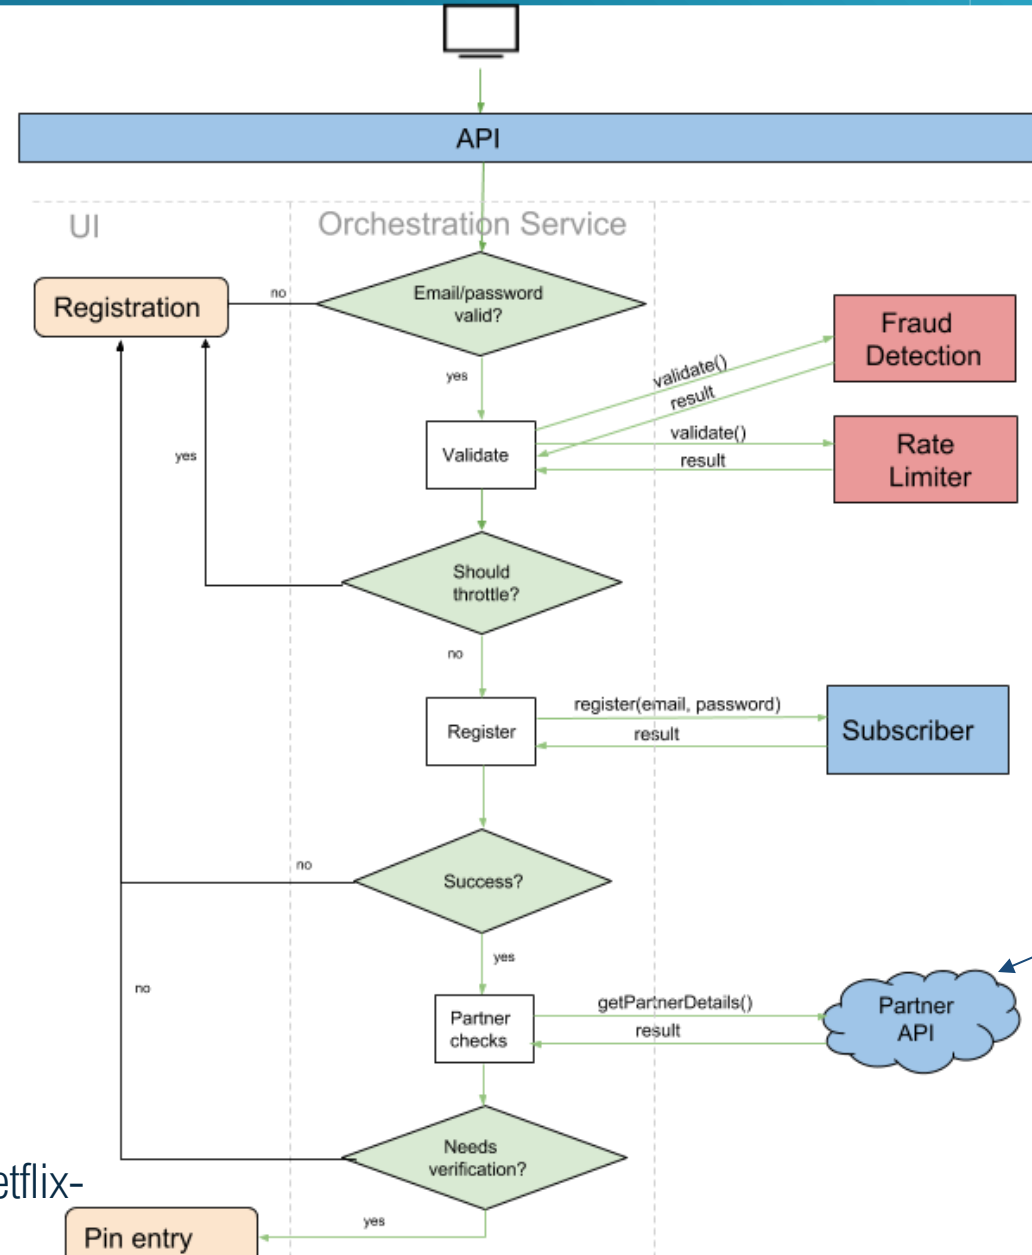 API
UI
Orchestration Service
Registration
no
Email/password
valid?
Fraud
Detection
yes
validate()
result
validate()
result
Rate
Limiter
Validate
yes
Should
throttle?
no
Register
register(email, password)
result
Subscriber
no
Success?
yes
no
Partner
checks
getPartnerDetails()
result
Partner
API
Needs
verification?
etflix-
yes
Pin entry